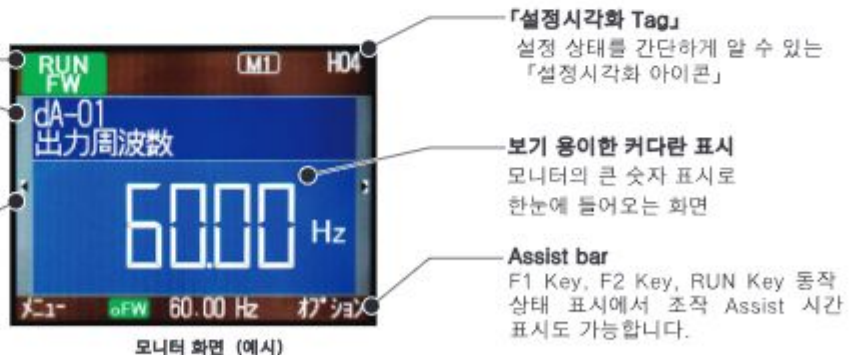 「설정시각화 Tag」
설정 상태를 간단하게 알 수 있는
「설정시각화 아이콘」
RUN
FW
M1
H04
dA-01
出力周波数
60.00 Hz
보기 용이한 커다란 표시
모니터의 큰 숫자 표시로
한눈에 들어오는 화면
メニュー oFW 60.00 Hz オプション
Assist bar
F1 Key, F2 Key, RUN Key 동작
상태 표시에서 조작 Assist 시간
표시도 가능합니다.
모니터 화면 (예시)